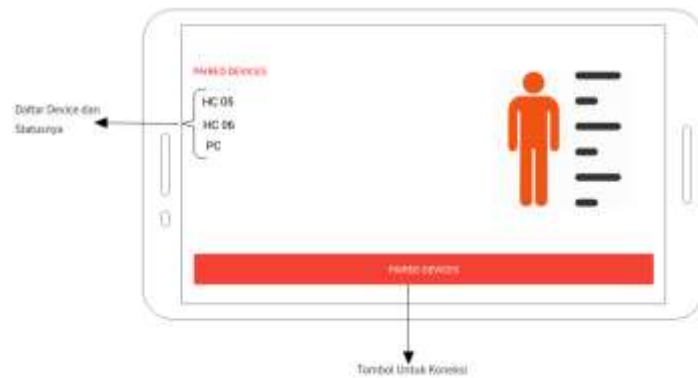 PAIRED DEVICES
HC 05
HC 06
PC
Daftar Device dan
Statusnya
PAIRED DEVICES
Tombol Untuk Koneksi